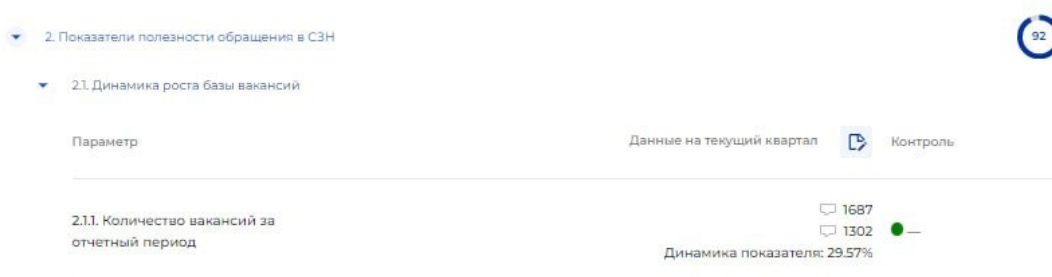 2. Показатели полезности обращения в СЗН
92
2.1. Динамика роста базы вакансий
Параметр
Данные на текущий квартал
Контроль
2.1.1. Количество вакансий за
отчетный период
1687
1302
—
Динамика показателя: 29.57%